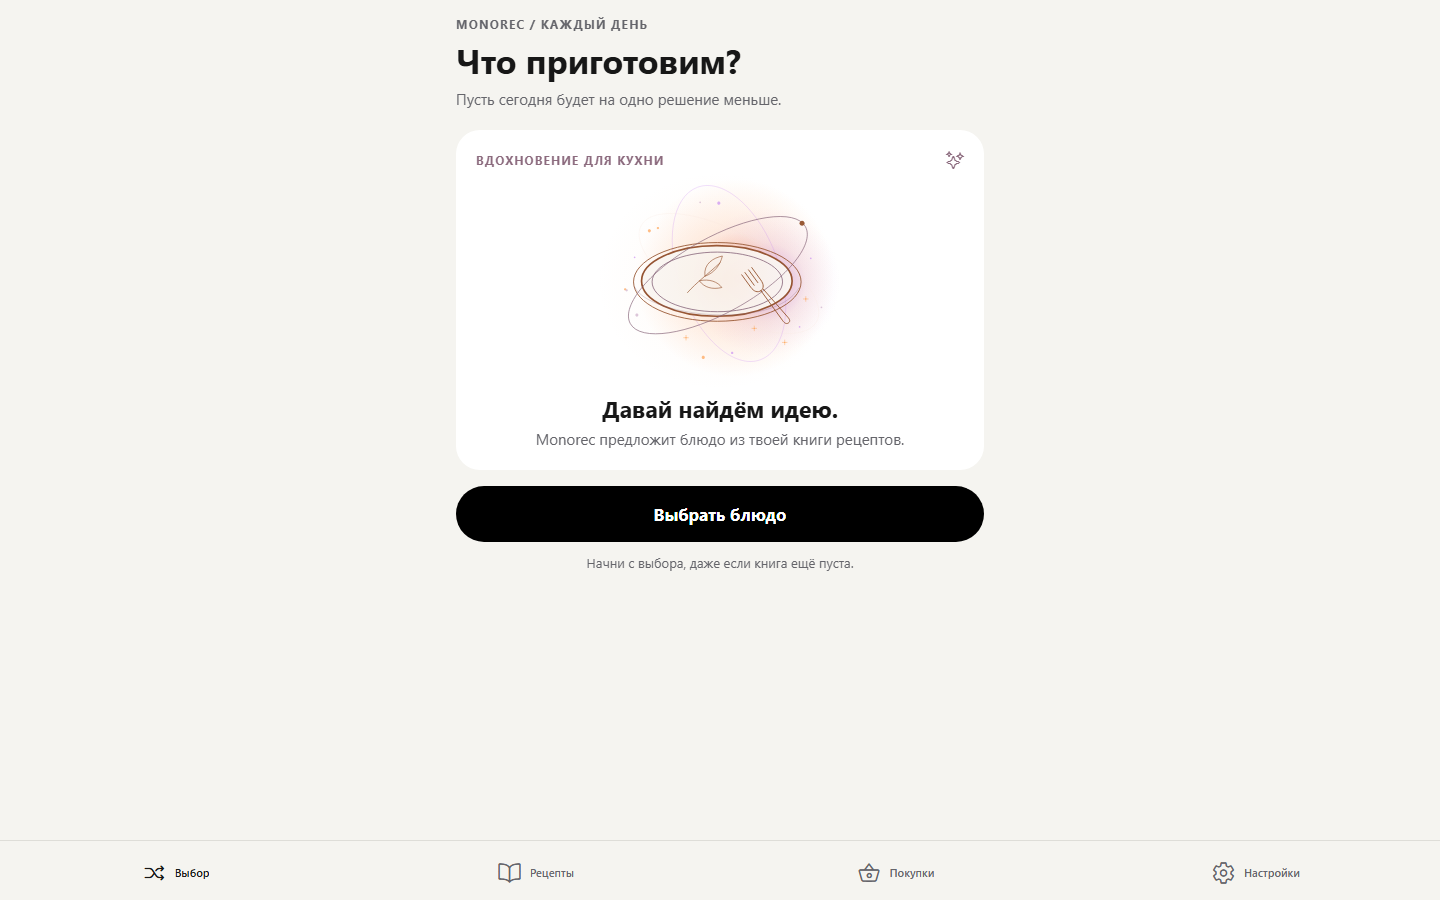 MONOREC / КАЖДЫЙ ДЕНЬ
Что приготовим?
Пусть сегодня будет на одно решение меньше.
ВДОХНОВЕНИЕ ДЛЯ КУХНИ
Давай найдём идею.
Monorec предложит блюдо из твоей книги рецептов.
Выбрать блюдо
Начни с выбора, даже если книга ещё пуста.
Выбор
Рецепты
Покупки
Настройки